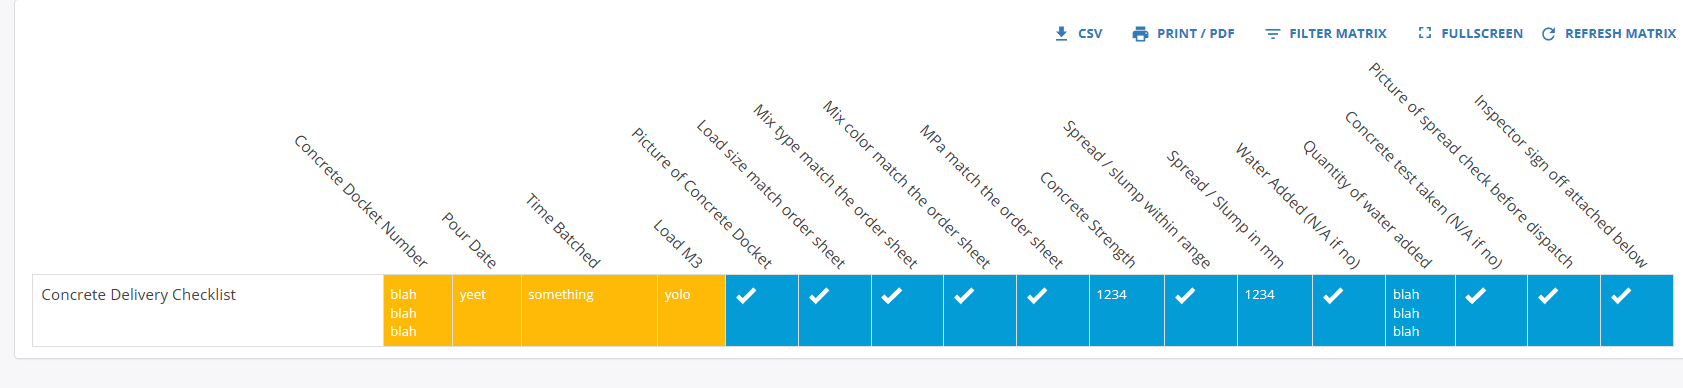 CSV
PRINT / PDF
FILTER MATRIX
FULLSCREEN
REFRESH MATRIX
Concrete Docket Number
Pour Date
Time Batched
Load M3
Picture of Concrete Docket
Load size match order sheet
Mix type match the order sheet
Mix color match the order sheet
MPa match the order sheet
Concrete Strength
Spread / slump within range
Spread / Slump in mm
Water Added (N/A if no)
Quantity of water added
Concrete test taken (N/A if no)
Picture of spread check before dispatch
Inspector sign off attached below
Concrete Delivery Checklist
blah
blah
blah
yeet
something
yolo
1234
1234
blah
blah
blah